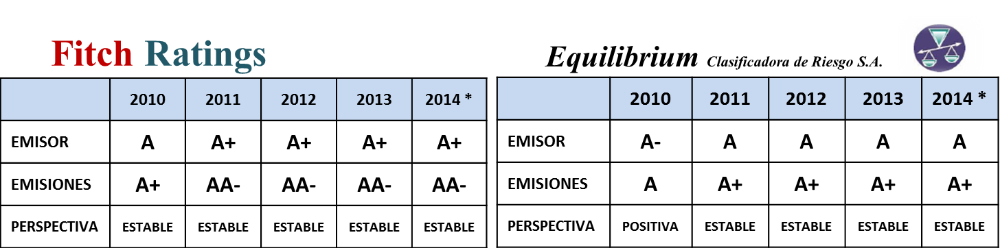 Fitch Ratings
2010 2011 2012 2013 2014 *
EMISOR A A+ A+ A+ A+
EMISIONES A+ AA- AA- AA- AA-
PERSPECTIVA ESTABLE ESTABLE ESTABLE ESTABLE ESTABLE
Equilibrium Clasificadora de Riesgo S.A.
2010 2011 2012 2013 2014 *
EMISOR A- A A A A
EMISIONES A A+ A+ A+ A+
PERSPECTIVA POSITIVA ESTABLE ESTABLE ESTABLE ESTABLE